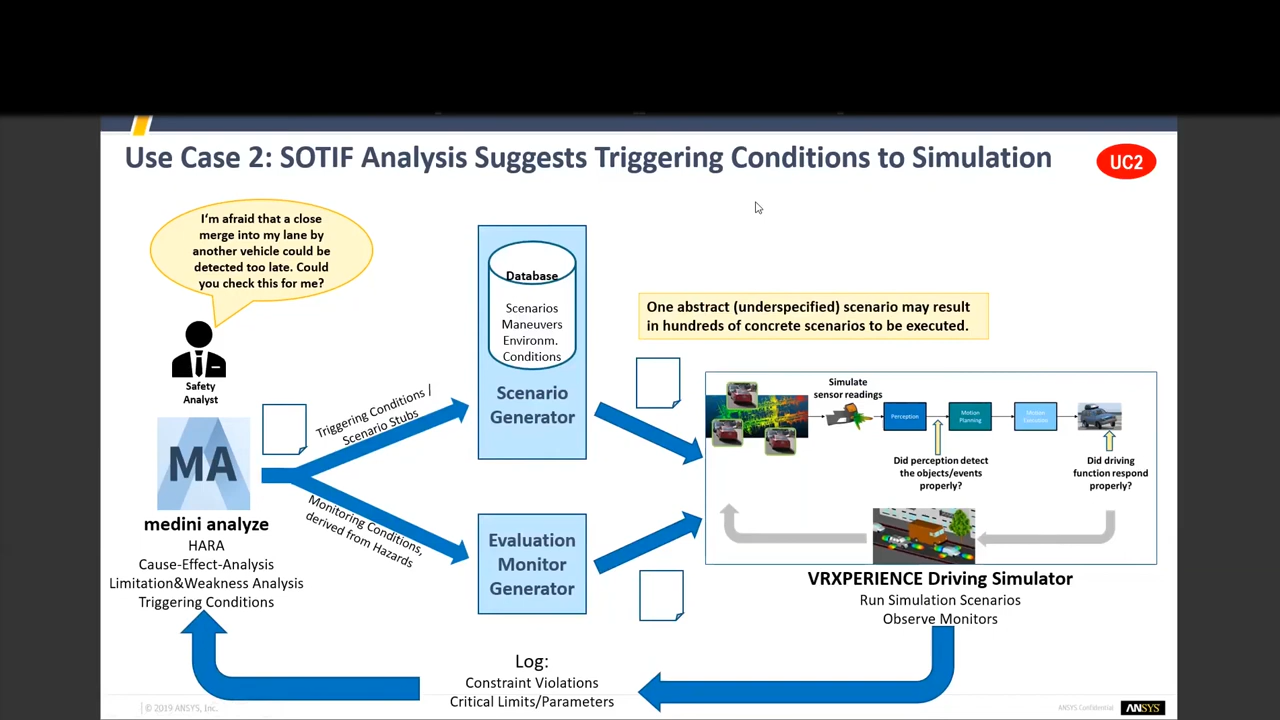 Use Case 2: SOTIF Analysis Suggests Triggering Conditions to Simulation
UC2
I'm afraid that a close
merge into my lane by
another vehicle could be
detected too late. Could
you check this for me?
Safety
Analyst
MA
medini analyze
HARA
Cause-Effect-Analysis
Limitation&Weakness Analysis
Triggering Conditions
Triggering Conditions /
Scenario Stubs
Monitoring Conditions,
derived from Hazards
Database
Scenarios
Maneuvers
Environm.
Conditions
Scenario
Generator
Evaluation
Monitor
Generator
One abstract (underspecified) scenario may result
in hundreds of concrete scenarios to be executed.
Simulate
sensor readings
Perception
Motion
Planning
Motion
Execution
Did perception detect
the objects/events
properly?
Did driving
function respond
properly?
VRXPERIENCE Driving Simulator
Run Simulation Scenarios
Observe Monitors
Log:
Constraint Violations
Critical Limits/Parameters
© 2019 ANSYS, Inc.
ANSYS Confidential
ANSYS